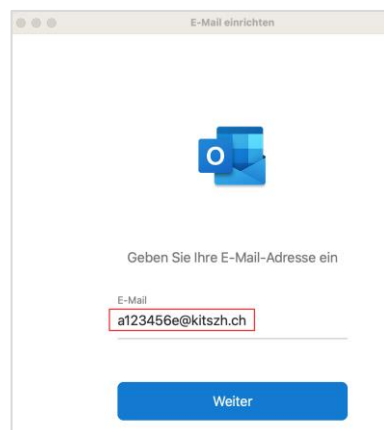 E-Mail einrichten
O
Geben Sie Ihre E-Mail-Adresse ein
E-Mail
a123456e@kitszh.ch
Weiter